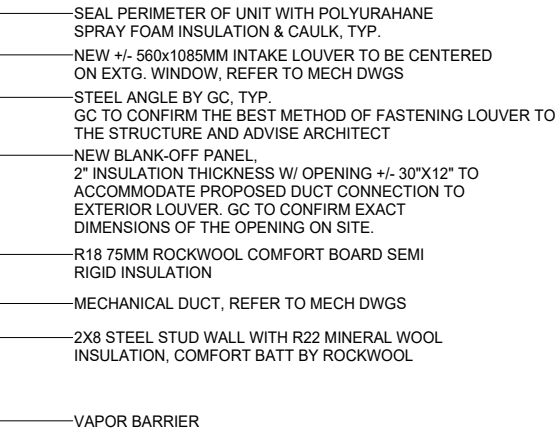 SEAL PERIMETER OF UNIT WITH POLYURAHANE
SPRAY FOAM INSULATION & CAULK, TYP.
NEW +/- 560x1085MM INTAKE LOUVER TO BE CENTERED
ON EXTG. WINDOW, REFER TO MECH DWGS
STEEL ANGLE BY GC, TYP.
GC TO CONFIRM THE BEST METHOD OF FASTENING LOUVER TO
THE STRUCTURE AND ADVISE ARCHITECT
NEW BLANK-OFF PANEL,
2" INSULATION THICKNESS W/ OPENING +/- 30"X12" TO
ACCOMMODATE PROPOSED DUCT CONNECTION TO
EXTERIOR LOUVER. GC TO CONFIRM EXACT
DIMENSIONS OF THE OPENING ON SITE.
R18 75MM ROCKWOOL COMFORT BOARD SEMI
RIGID INSULATION
MECHANICAL DUCT, REFER TO MECH DWGS
2X8 STEEL STUD WALL WITH R22 MINERAL WOOL
INSULATION, COMFORT BATT BY ROCKWOOL
VAPOR BARRIER